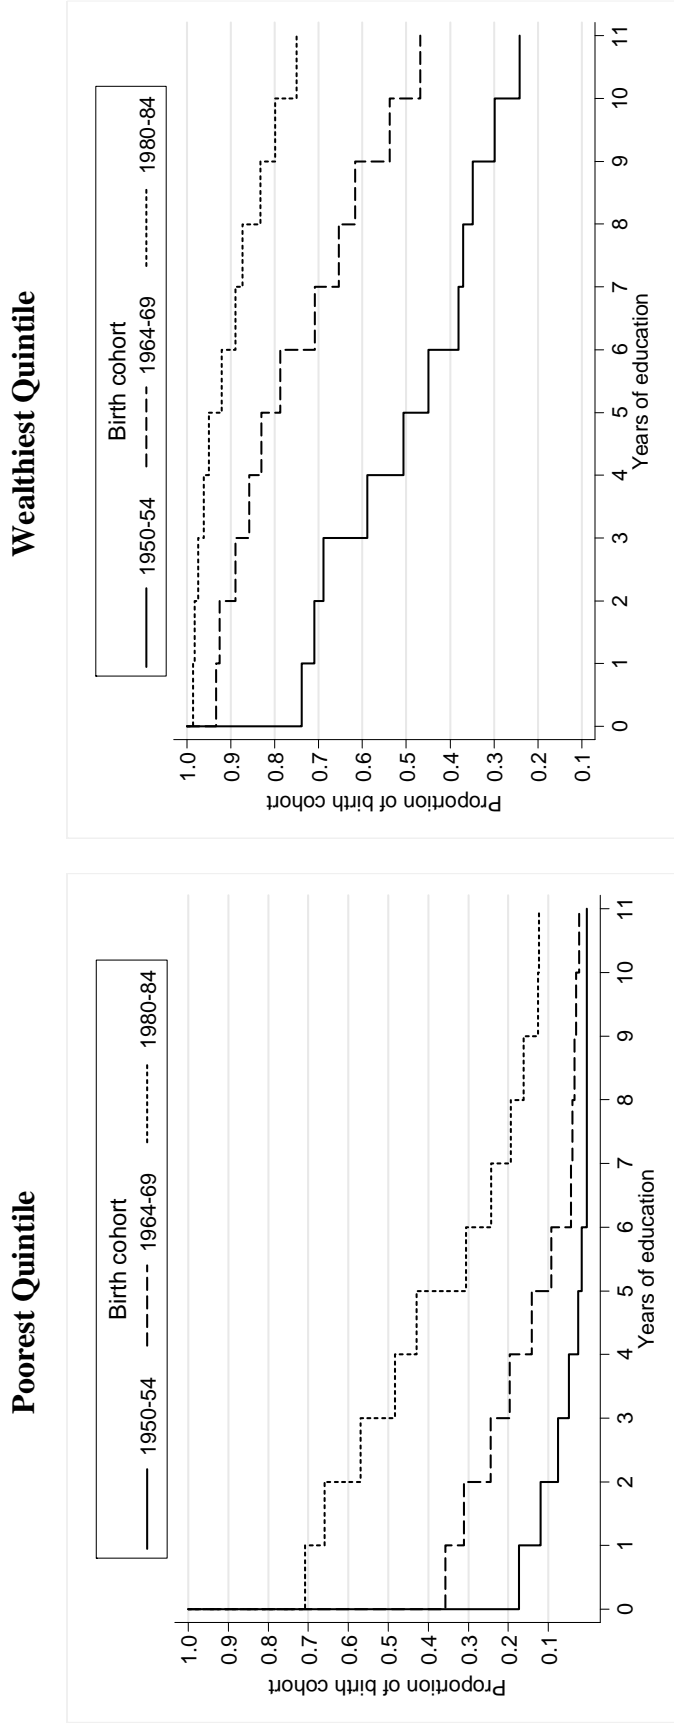 Poorest Quintile
Birth cohort
1950-54 1964-69 1980-84
1.0
0.9
0.8
0.7
0.6
0.5
0.4
0.3
0.2
0.1
Proportion of birth cohort
0 1 2 3 4 5 6 7 8 9 10 11
Years of education
Wealthiest Quintile
Birth cohort
1950-54 1964-69 1980-84
1.0
0.9
0.8
0.7
0.6
0.5
0.4
0.3
0.2
0.1
Proportion of birth cohort
0 1 2 3 4 5 6 7 8 9 10 11
Years of education